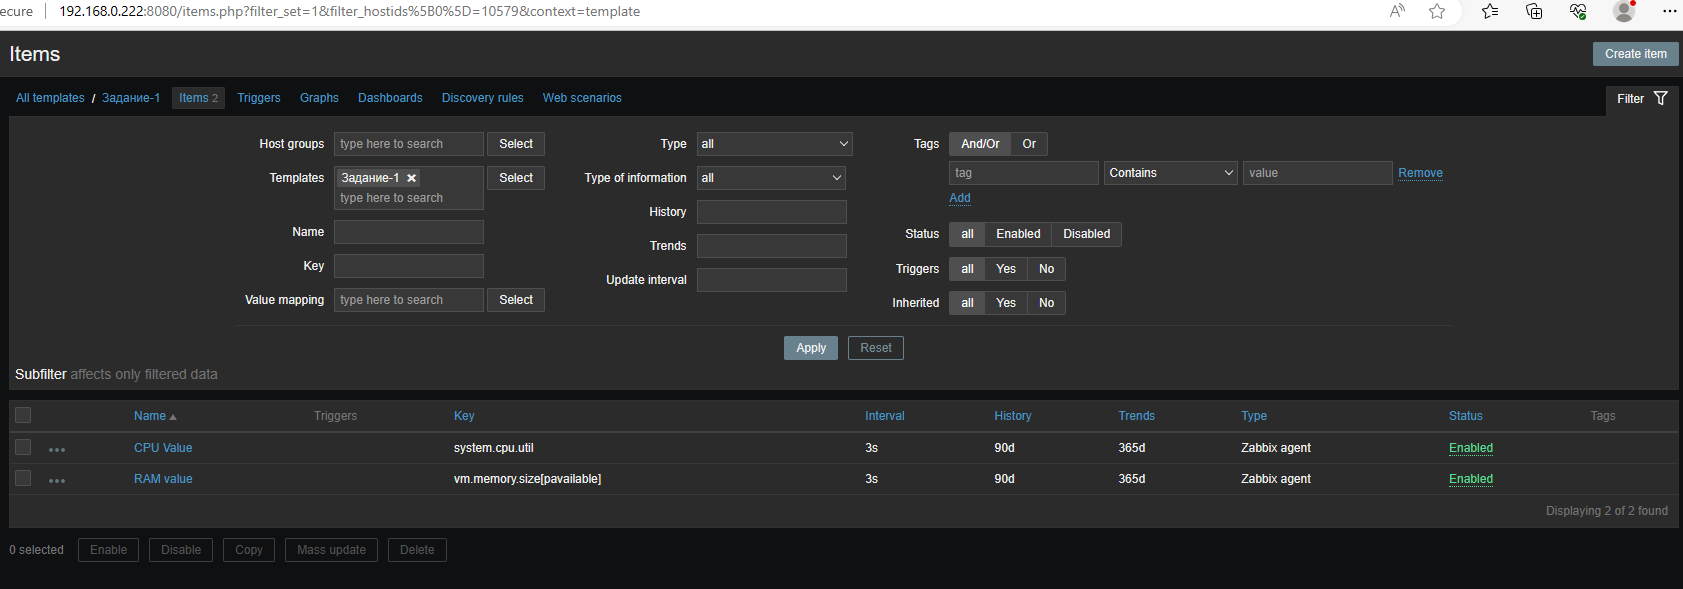 ecure 192.168.0.222:8080/items.php?filter_set=1&filter_hostids%5B0%5D=10579&context=template
Items
Create item
All templates / Задание-1 Items 2 Triggers Graphs Dashboards Discovery rules Web scenarios
Filter
Host groups type here to search Select Type all Tags And/Or Or
tag Contains value Remove
Templates Задание-1 Select Type of information all
type here to search Add
History
Name Trends Status all Enabled Disabled
Key Update interval Triggers all Yes No
Value mapping type here to search Select Inherited all Yes No
Apply Reset
Subfilter affects only filtered data
Name Triggers Key Interval History Trends Type Status Tags
CPU Value system.cpu.util 3s 90d 365d Zabbix agent Enabled
RAM value vm.memory.size[pavailable] 3s 90d 365d Zabbix agent Enabled
Displaying 2 of 2 found
0 selected Enable Disable Copy Mass update Delete